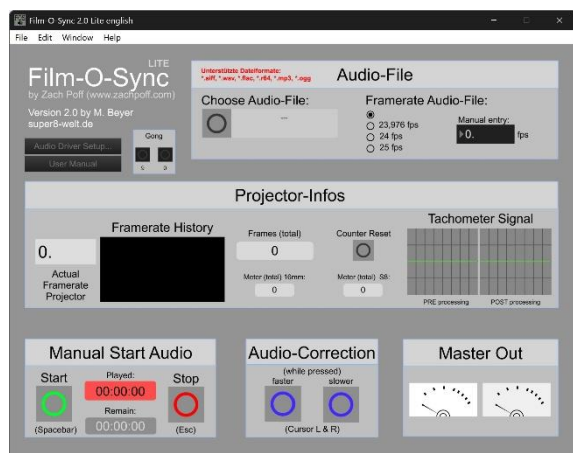 Film-O-Sync 2.0 Lite english
File Edit Window Help
LITE
Film-O-Sync
by Zach Poff (www.zachpoff.com)
Version 2.0 by M. Beyer
super8-welt.de
Audio Driver Setup...
User Manual
Gong
Unterstützte Dateiformate:
*.aiff, *.wav, *.flac, *.r64, *.mp3, *.ogg
Audio-File
Choose Audio-File:
--
Framerate Audio-File:
23,976 fps
24 fps
25 fps
Manual entry:
0. fps
Projector-Infos
0.
Actual
Framerate
Projector
Framerate History
Frames (total)
0
Counter Reset
Meter (total) 16mm:
0
Meter (total) S8:
0
Tachometer Signal
PRE processing POST processing
Manual Start Audio
Start
(Spacebar)
Played:
00:00:00
Remain:
00:00:00
Stop
(Esc)
Audio-Correction
(while pressed)
faster slower
(Cursor L & R)
Master Out